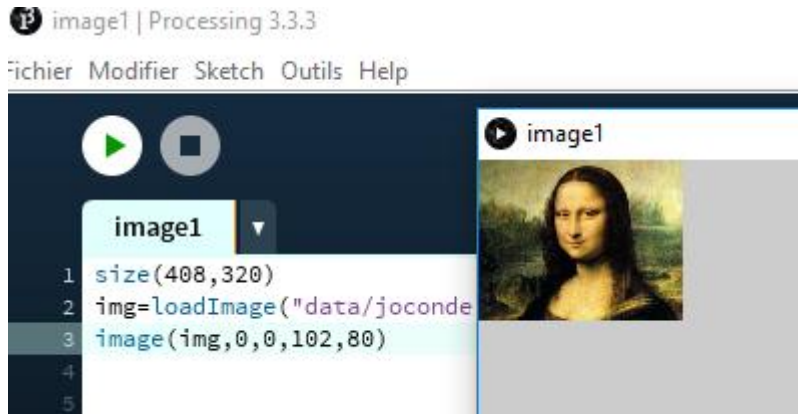 image1 | Processing 3.3.3
Fichier Modifier Sketch Outils Help
image1
image1
1 size(408,320)
2 img=loadImage("data/joconde
3 image(img,0,0,102,80)
4
5